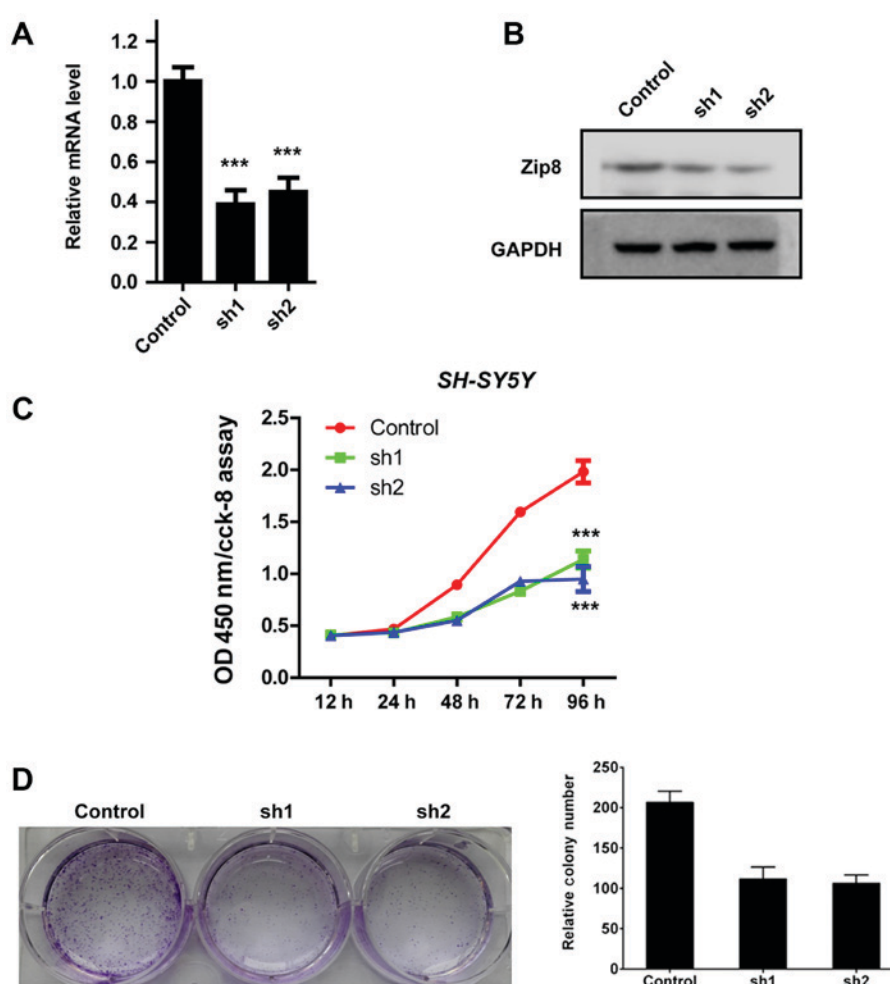 A
Relative mRNA level
1.2
1.0
0.8
0.6
0.4
0.2
0.0
***
***
Control
sh1
sh2
B
Control
sh1
sh2
Zip8
GAPDH
C
SH-SY5Y
OD 450 nm/cck-8 assay
2.5
2.0
1.5
1.0
0.5
0.0
Control
sh1
sh2
***
***
12 h
24 h
48 h
72 h
96 h
D
Control
sh1
sh2
Relative colony number
250
200
150
100
50
0
Control
sh1
sh2